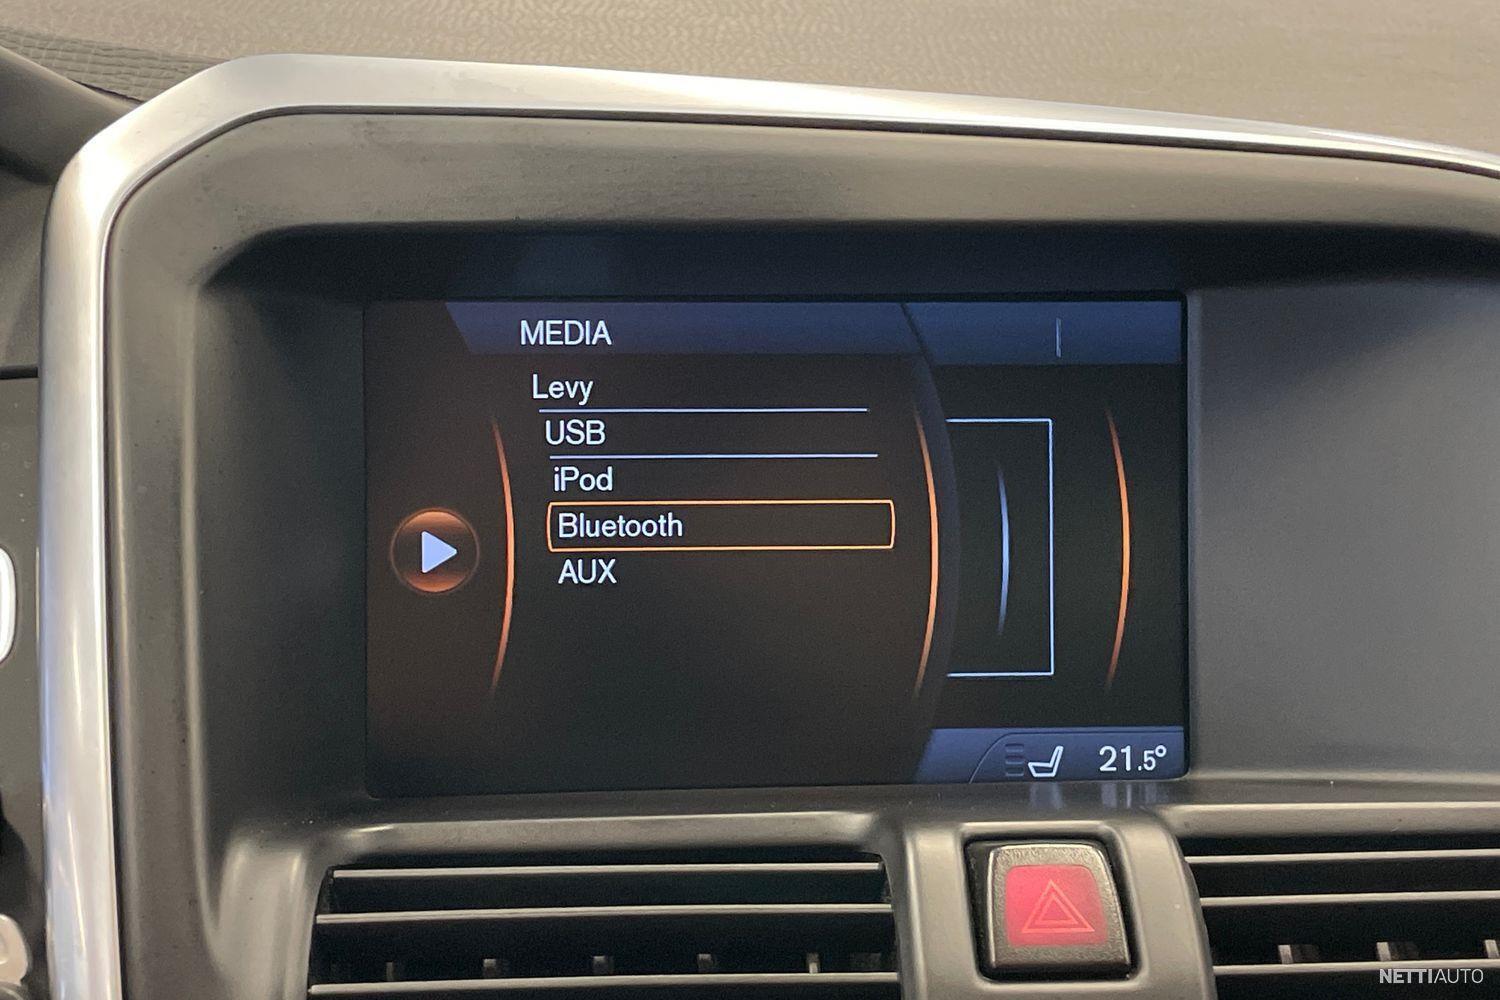 MEDIA
Levy
USB
iPod
Bluetooth
AUX
21.5°
NETTIAUTO